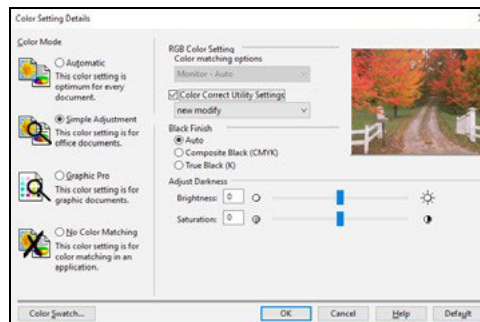 Color Setting Details
Color Mode
Automatic
This color setting is
optimum for every
document.
Simple Adjustment
This color setting is for
office documents.
Graphic Pro
This color setting is for
graphic documents.
No Color Matching
This color setting is for
color matching in an
application.
RGB Color Setting
Color matching options
Monitor - Auto
Color Correct Utility Settings
new modify
Black Finish
Auto
Composite Black (CMYK)
True Black (K)
Adjust Darkness
Brightness: 0
Saturation: 0
Color Swatch... OK Cancel Help Default